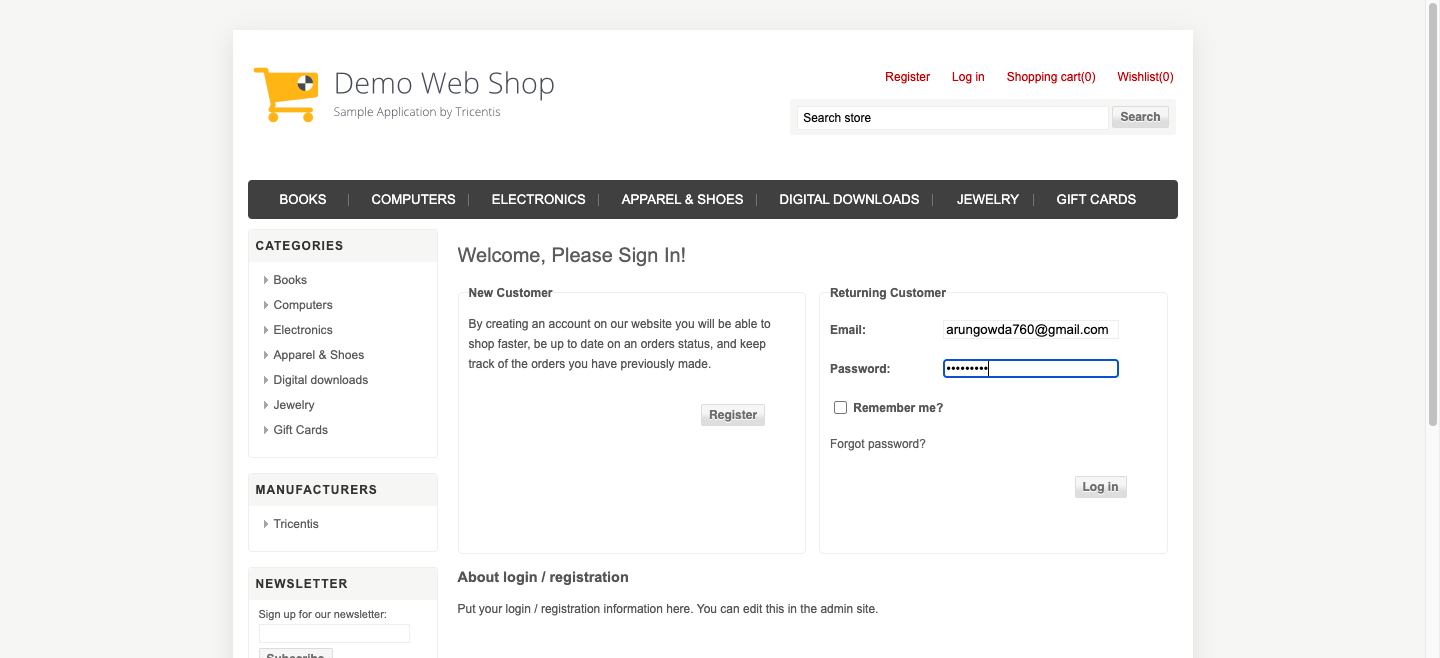 Demo Web Shop
Sample Application by Tricentis
Register Log in Shopping cart(0) Wishlist(0)
Search store Search
BOOKS COMPUTERS ELECTRONICS APPAREL & SHOES DIGITAL DOWNLOADS JEWELRY GIFT CARDS
CATEGORIES
Books
Computers
Electronics
Apparel & Shoes
Digital downloads
Jewelry
Gift Cards
MANUFACTURERS
Tricentis
NEWSLETTER
Sign up for our newsletter:
Subscribe
Welcome, Please Sign In!
New Customer
By creating an account on our website you will be able to
shop faster, be up to date on an orders status, and keep
track of the orders you have previously made.
Register
Returning Customer
Email: arungowda760@gmail.com
Password: •••••••••
Remember me?
Forgot password?
Log in
About login / registration
Put your login / registration information here. You can edit this in the admin site.